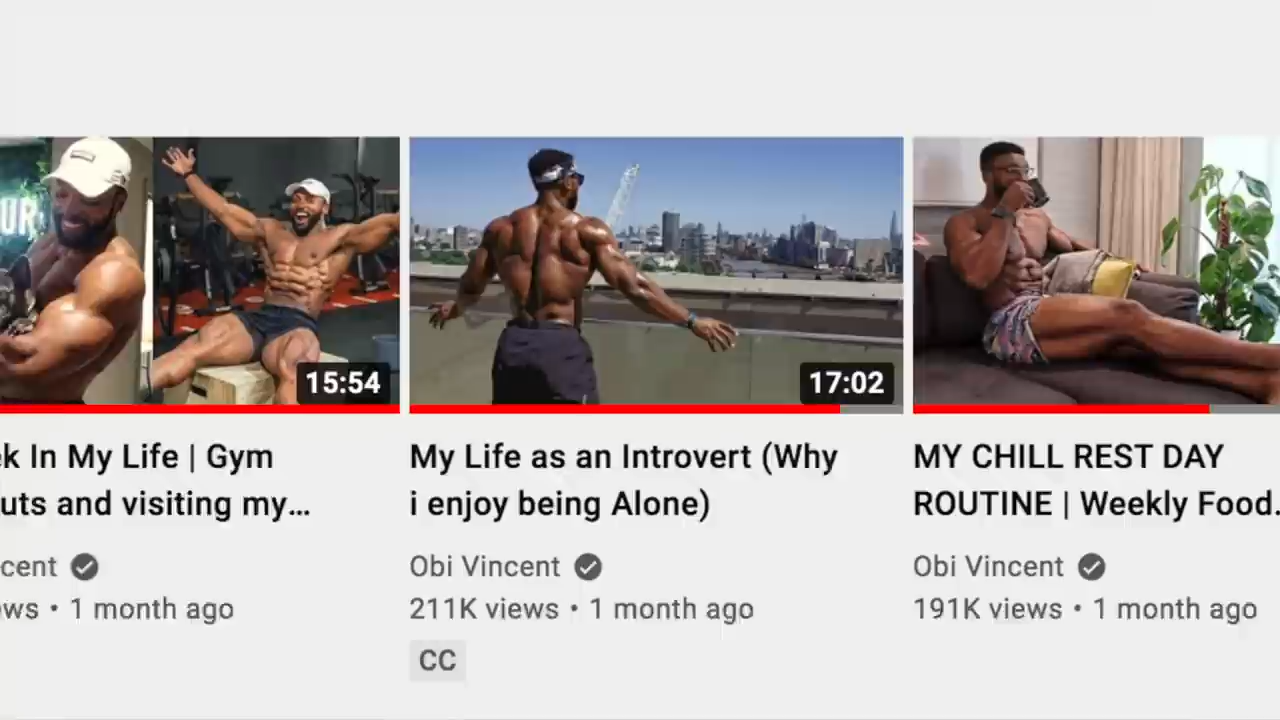 UR
15:54
17:02
ek In My Life | Gym
uts and visiting my...
My Life as an Introvert (Why
i enjoy being Alone)
MY CHILL REST DAY
ROUTINE | Weekly Food.
cent
ws • 1 month ago
Obi Vincent
211K views • 1 month ago
CC
Obi Vincent
191K views • 1 month ago